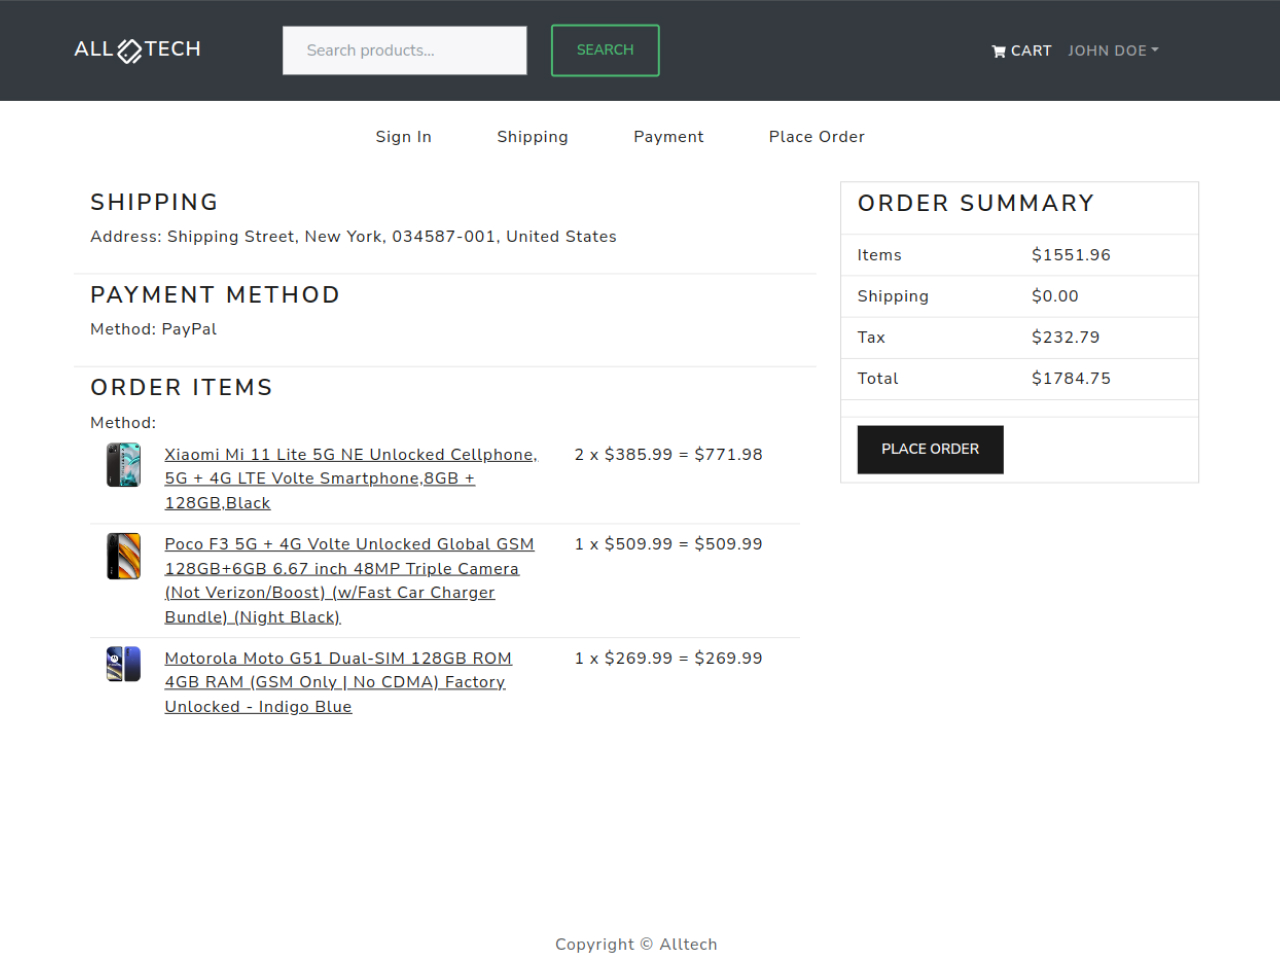 ALL TECH
Search products...
SEARCH
CART
JOHN DOE
Sign In
Shipping
Payment
Place Order
SHIPPING
Address: Shipping Street, New York, 034587-001, United States
PAYMENT METHOD
Method: PayPal
ORDER ITEMS
Method:
Xiaomi Mi 11 Lite 5G NE Unlocked Cellphone,
5G + 4G LTE Volte Smartphone,8GB +
128GB,Black
2 x $385.99 = $771.98
Poco F3 5G + 4G Volte Unlocked Global GSM
128GB+6GB 6.67 inch 48MP Triple Camera
(Not Verizon/Boost) (w/Fast Car Charger
Bundle) (Night Black)
1 x $509.99 = $509.99
Motorola Moto G51 Dual-SIM 128GB ROM
4GB RAM (GSM Only | No CDMA) Factory
Unlocked - Indigo Blue
1 x $269.99 = $269.99
ORDER SUMMARY
Items $1551.96
Shipping $0.00
Tax $232.79
Total $1784.75
PLACE ORDER
Copyright © Alltech